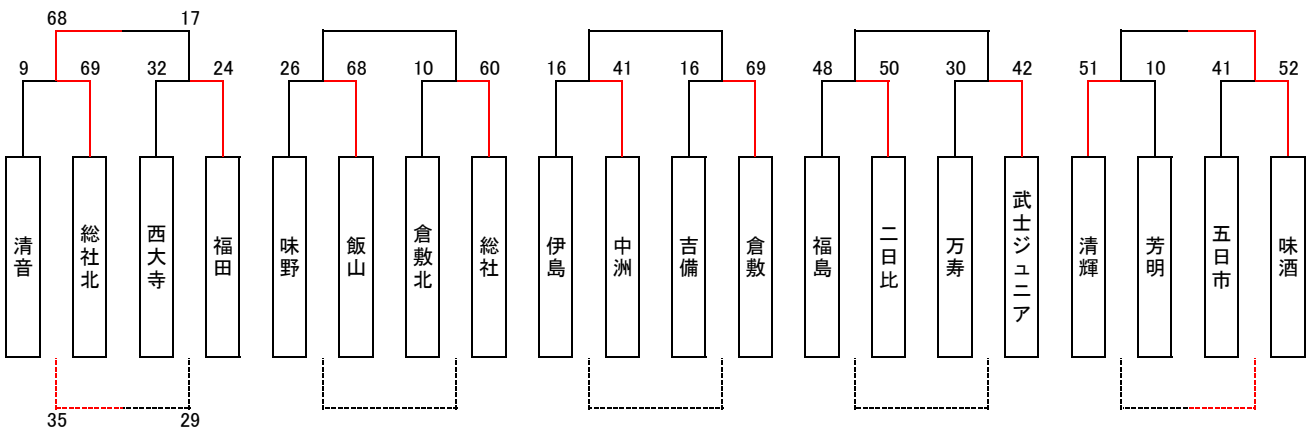 68 17
9 69 32 24 26 68 10 60 16 41 16 69 48 50 30 42 51 10 41 52
清音
総社北
西大寺
福田
味野
飯山
倉敷北
総社
伊島
中洲
吉備
倉敷
福島
二日比
万寿
武士ジュニア
清輝
芳明
五日市
味酒
35 29